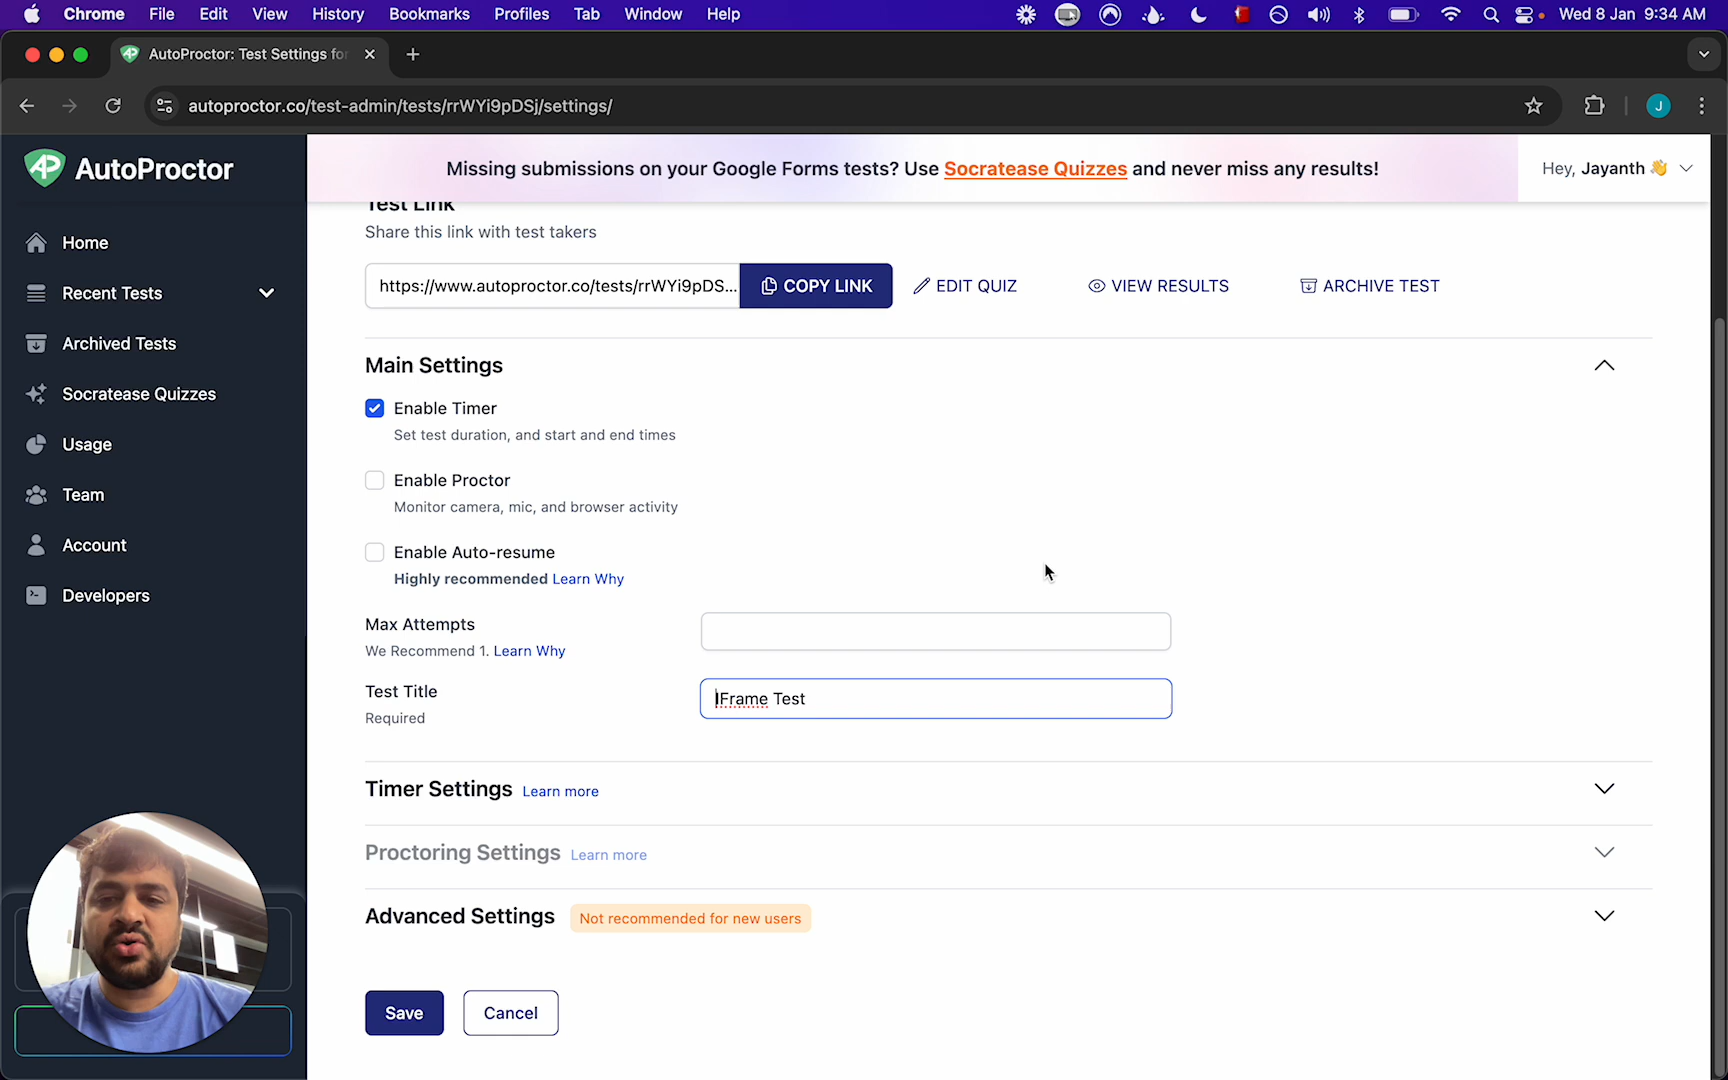 Chrome File Edit View History Bookmarks Profiles Tab Window Help Wed 8 Jan 9:34 AM
AutoProctor: Test Settings for
autoproctor.co/test-admin/tests/rrWYi9pDSj/settings/ J
AP AutoProctor
Missing submissions on your Google Forms tests? Use Socratease Quizzes and never miss any results!
Hey, Jayanth 👋
Home
Recent Tests
Archived Tests
Socratease Quizzes
Usage
Team
Account
Developers
Test Link
Share this link with test takers
https://www.autoproctor.co/tests/rrWYi9pDS... COPY LINK EDIT QUIZ VIEW RESULTS ARCHIVE TEST
Main Settings
Enable Timer
Set test duration, and start and end times
Enable Proctor
Monitor camera, mic, and browser activity
Enable Auto-resume
Highly recommended Learn Why
Max Attempts
We Recommend 1. Learn Why
Test Title
Required
IFrame Test
Timer Settings Learn more
Proctoring Settings Learn more
Advanced Settings Not recommended for new users
Save Cancel